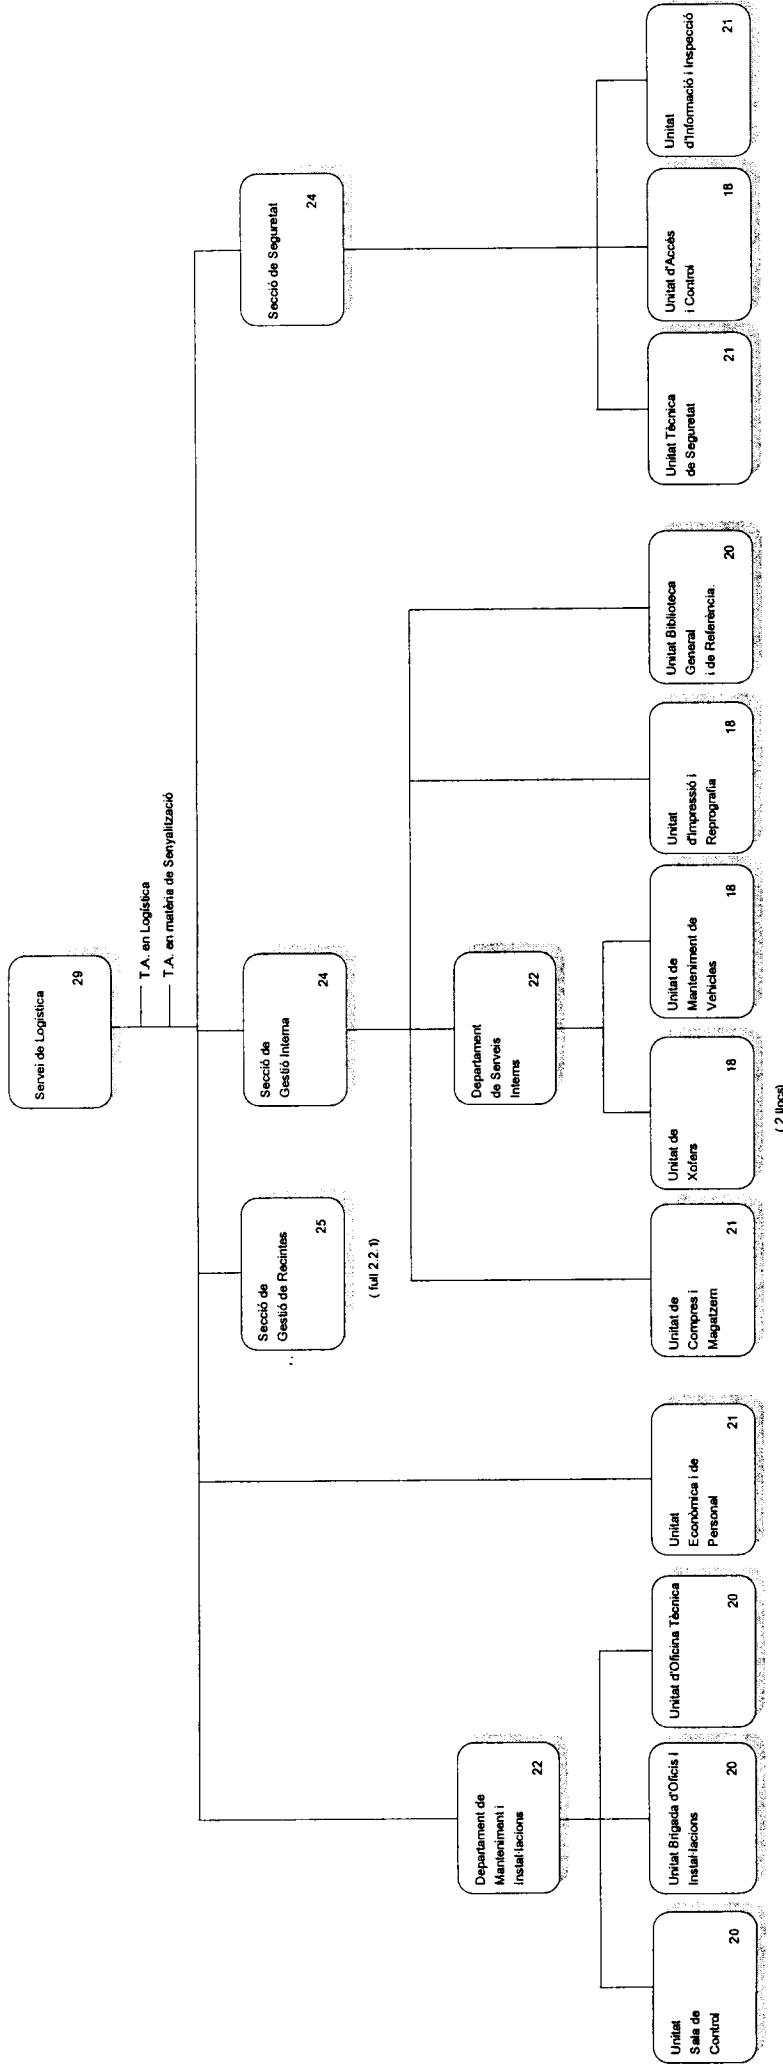 Servei de Logística
29
T.A. en Logística
T.A. en matèria de Senyalització
Secció de
Gestió de Recintes
25
( full 2.2.1)
Secció de
Gestió Interna
24
Secció de Seguretat
24
Departament de
Manteniment i
Instal·lacions
22
Departament
de Serveis
Interns
22
Unitat
Sala de
Control
20
Unitat Brigada d'Oficis i
Instal·lacions
20
Unitat d'Oficina Tècnica
20
Unitat
Econòmica i de
Personal
21
Unitat de
Compres i
Magatzem
21
Unitat de
Xofers
18
( 2 llocs)
Unitat de
Manteniment de
Vehicles
18
Unitat
d'Impressió i
Reprografia
18
Unitat Biblioteca
General
i de Referència.
20
Unitat Tècnica
de Seguretat
21
Unitat d'Accés
i Control
18
Unitat
d'Informació i Inspecció
21